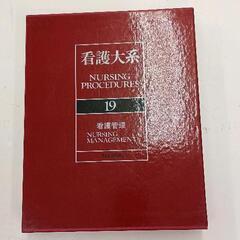 看護大系
NURSING
PROCEDURES
19
看護管理
NURSING
MANAGEMENT